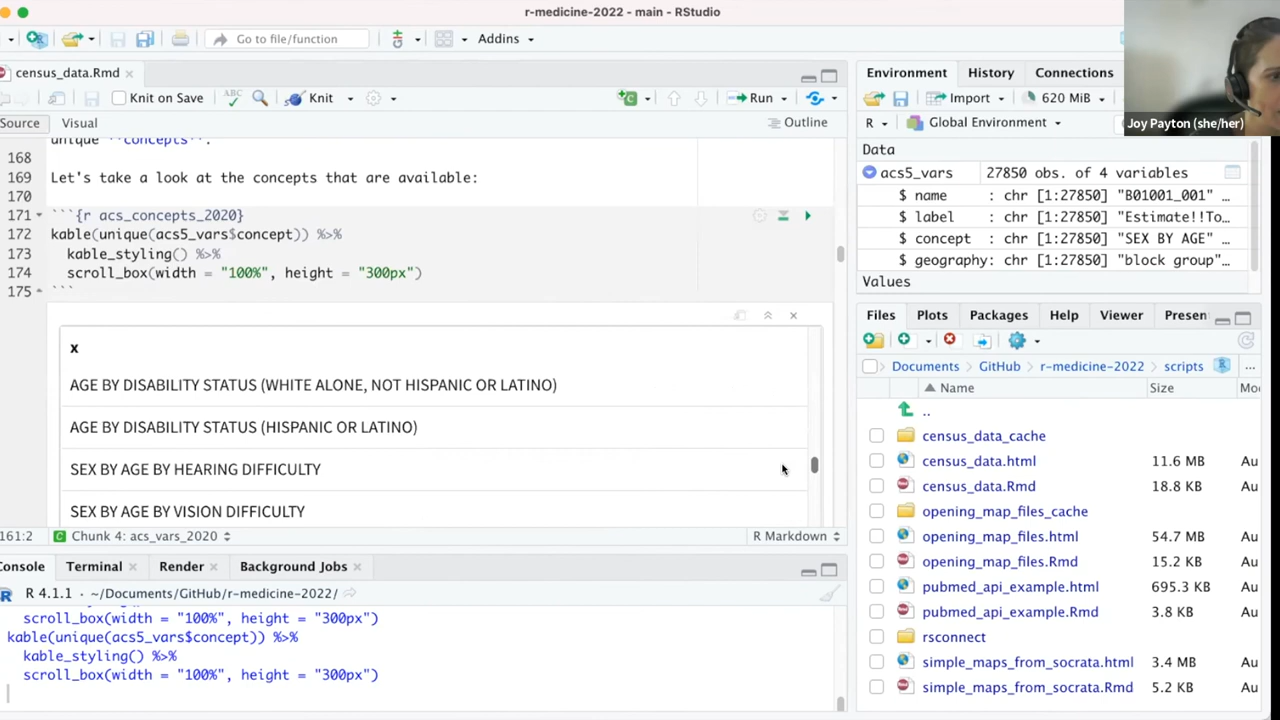 r-medicine-2022 - main - RStudio
Go to file/function
Addins
census_data.Rmd
Knit on Save
ABC
Knit
Run
Source
Visual
Outline
unique ``concepts``.
168
169 Let's take a look at the concepts that are available:
170
171 ```{r acs_concepts_2020}
172 kable(unique(acs5_vars$concept)) %>%
173 kable_styling() %>%
174 scroll_box(width = "100%", height = "300px")
175 ```
x
AGE BY DISABILITY STATUS (WHITE ALONE, NOT HISPANIC OR LATINO)
AGE BY DISABILITY STATUS (HISPANIC OR LATINO)
SEX BY AGE BY HEARING DIFFICULTY
SEX BY AGE BY VISION DIFFICULTY
161:2
Chunk 4: acs_vars_2020
R Markdown
Console
Terminal
Render
Background Jobs
R 4.1.1 · ~/Documents/GitHub/r-medicine-2022/
scroll_box(width = "100%", height = "300px")
kable(unique(acs5_vars$concept)) %>%
kable_styling() %>%
scroll_box(width = "100%", height = "300px")
Environment
History
Connections
Import
620 MiB
R
Global Environment
Joy Payton (she/her)
Data
acs5_vars 27850 obs. of 4 variables
$ name : chr [1:27850] "B01001_001" ...
$ label : chr [1:27850] "Estimate!!To...
$ concept : chr [1:27850] "SEX BY AGE" ...
$ geography: chr [1:27850] "block group"...
Values
Files
Plots
Packages
Help
Viewer
Presen
Documents
GitHub
r-medicine-2022
scripts
...
Name
Size
Mo
..
census_data_cache
census_data.html 11.6 MB Au
census_data.Rmd 18.8 KB Au
opening_map_files_cache
opening_map_files.html 54.7 MB Au
opening_map_files.Rmd 15.2 KB Au
pubmed_api_example.html 695.3 KB Au
pubmed_api_example.Rmd 3.8 KB Au
rsconnect
simple_maps_from_socrata.html 3.4 MB Au
simple_maps_from_socrata.Rmd 5.2 KB Au